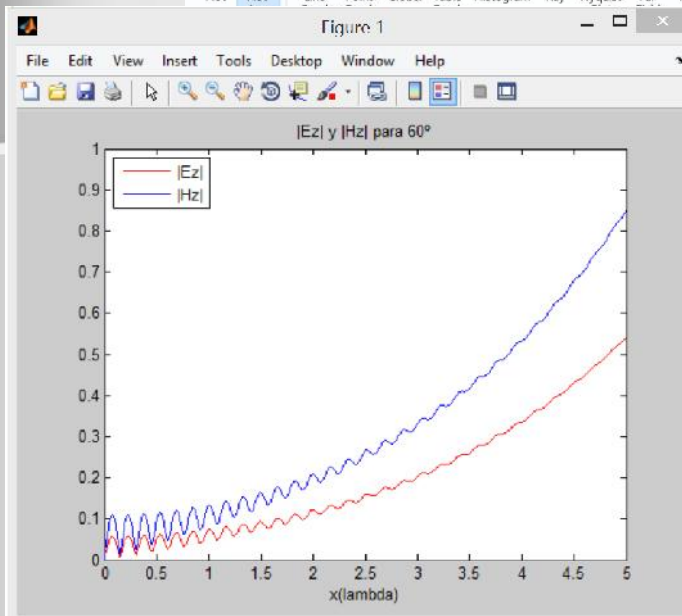 Figure 1
File Edit View Insert Tools Desktop Window Help
|Ez| y |Hz| para 60º
|Ez|
|Hz|
1
0.9
0.8
0.7
0.6
0.5
0.4
0.3
0.2
0.1
0
0 0.5 1 1.5 2 2.5 3 3.5 4 4.5 5
x(lambda)